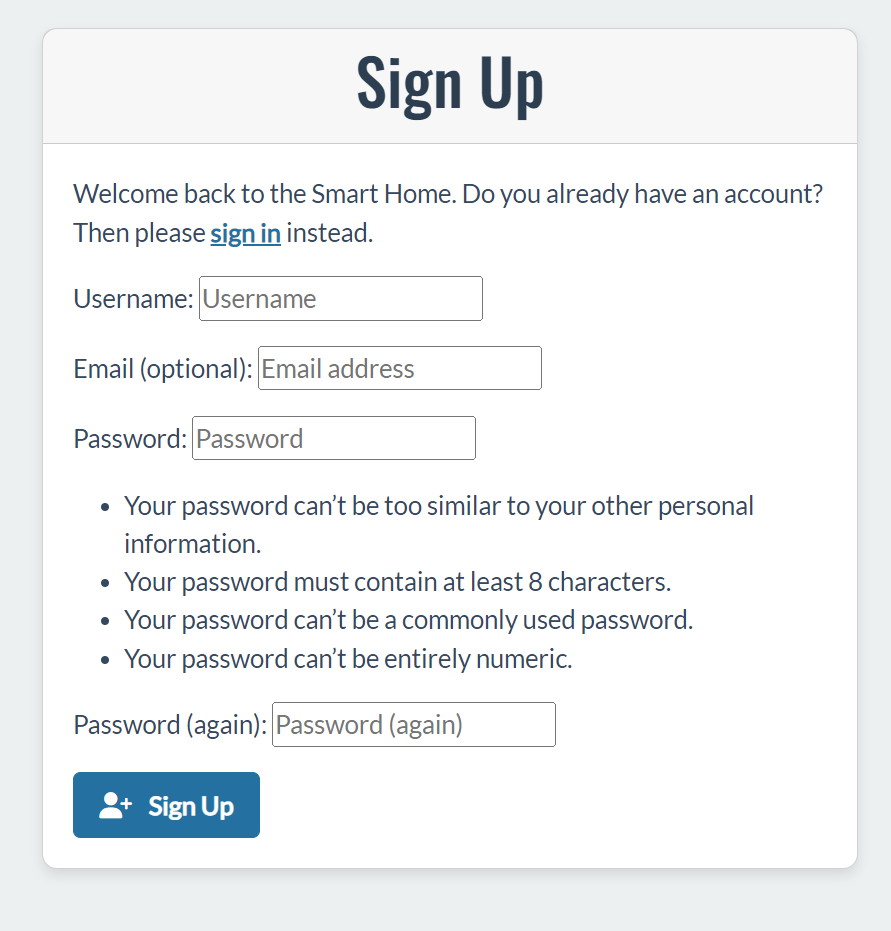 Sign Up
Welcome back to the Smart Home. Do you already have an account?
Then please sign in instead.
Username: Username
Email (optional): Email address
Password: Password
• Your password can’t be too similar to your other personal
information.
• Your password must contain at least 8 characters.
• Your password can’t be a commonly used password.
• Your password can’t be entirely numeric.
Password (again): Password (again)
Sign Up